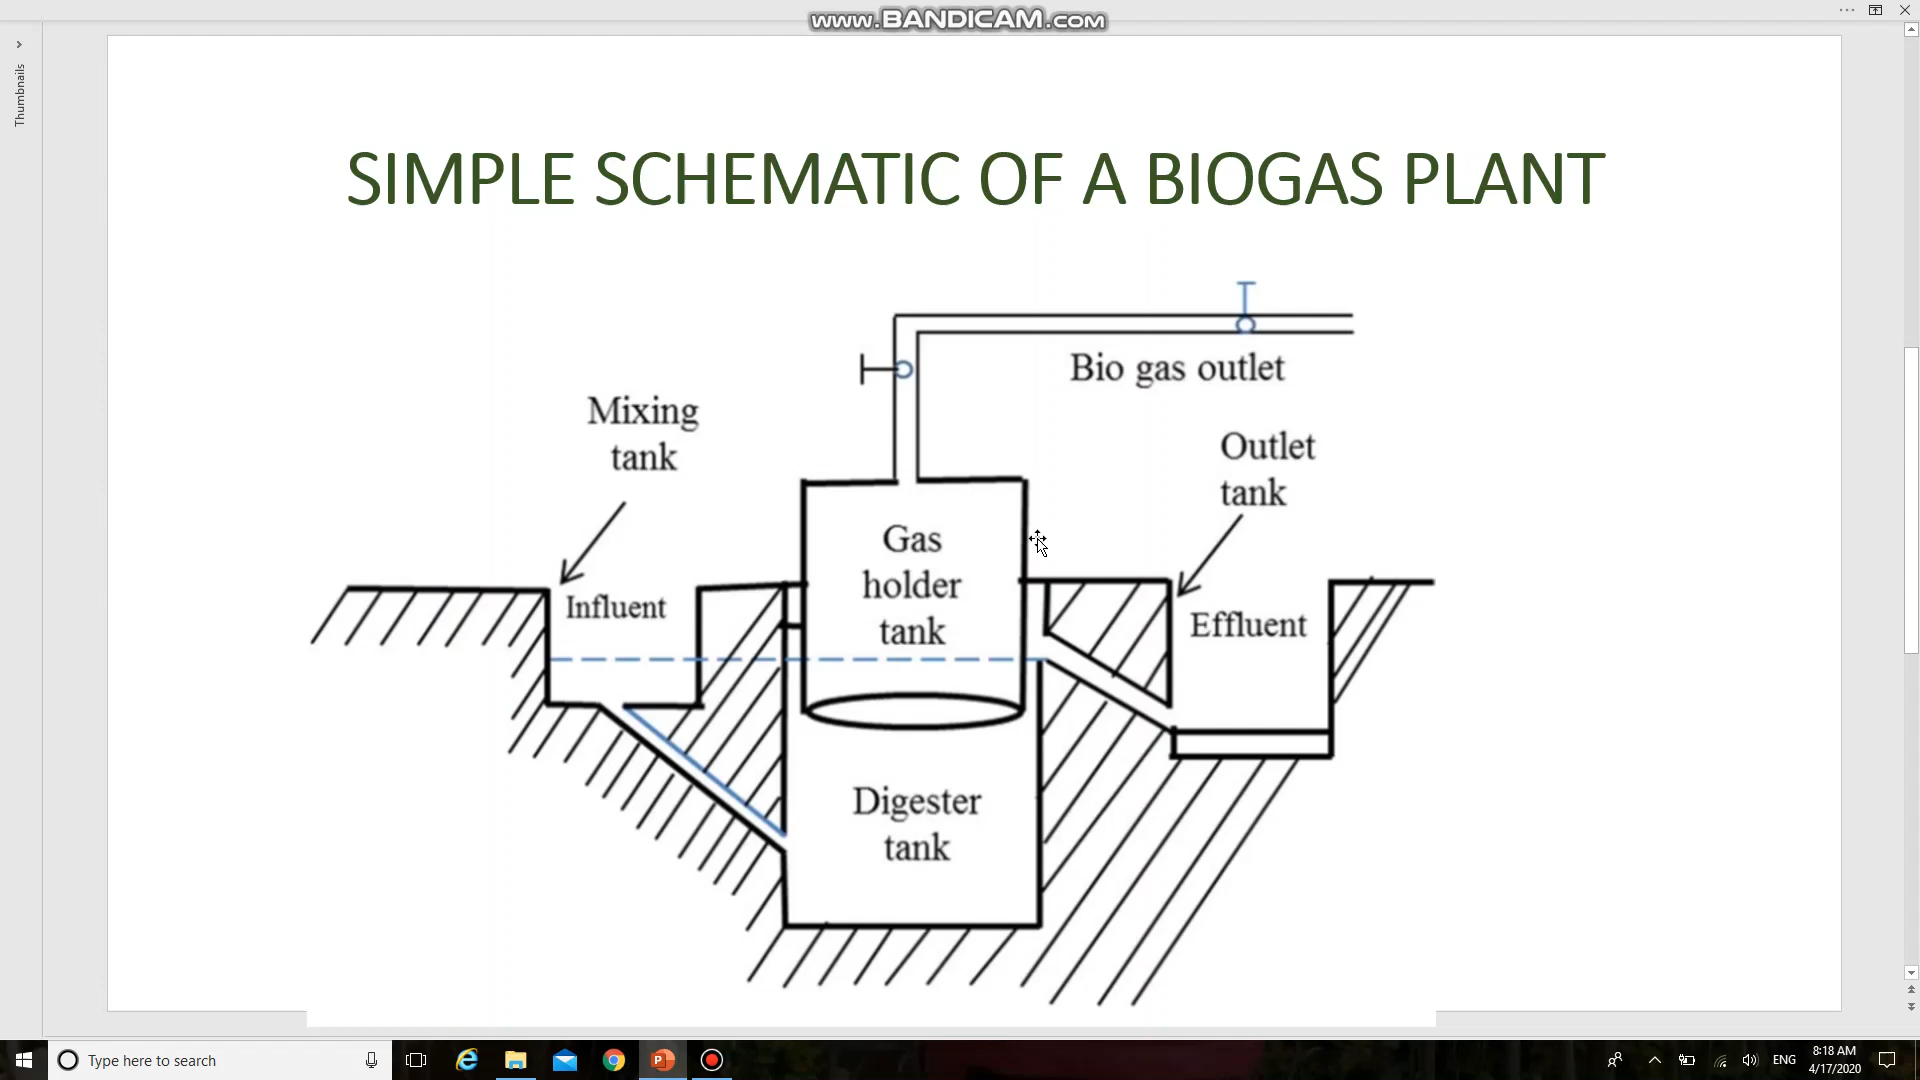 www.BANDICAM.com
Thumbnails
SIMPLE SCHEMATIC OF A BIOGAS PLANT
Bio gas outlet
Mixing
tank
Outlet
tank
Gas
holder
tank
Influent
Effluent
Digester
tank
Type here to search
ENG
8:18 AM
4/17/2020